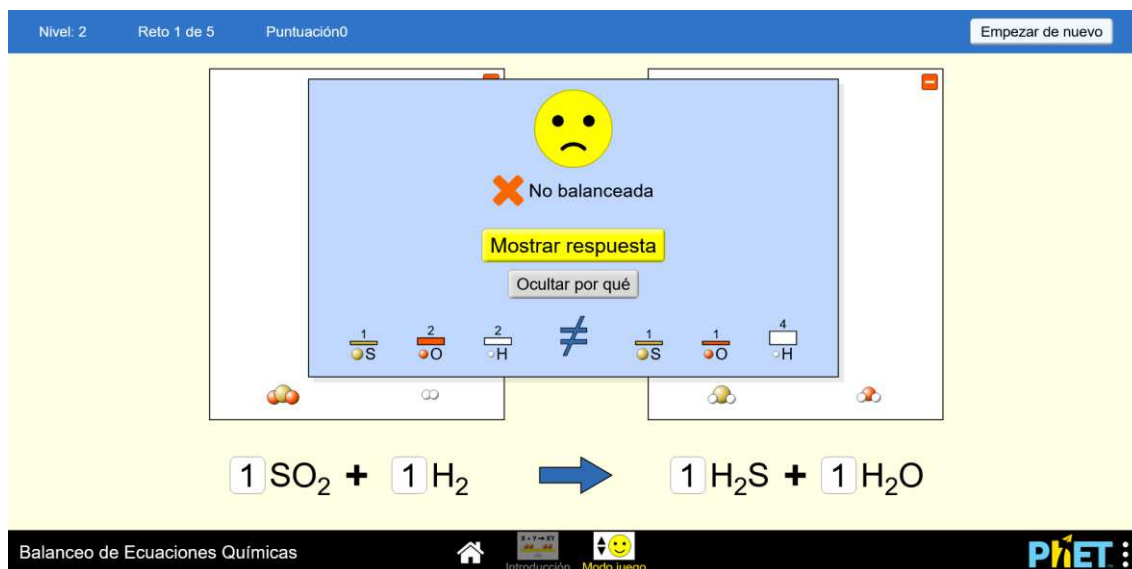 Nivel: 2 Reto 1 de 5 Puntuación0 Empezar de nuevo
No balanceada
Mostrar respuesta
Ocultar por qué
1 2 2 1 1 4
S O H ≠ S O H
1 SO₂ + 1 H₂ 1 H₂S + 1 H₂O
X + Y → XY
Balanceo de Ecuaciones Químicas Introducción Modo juego PhET